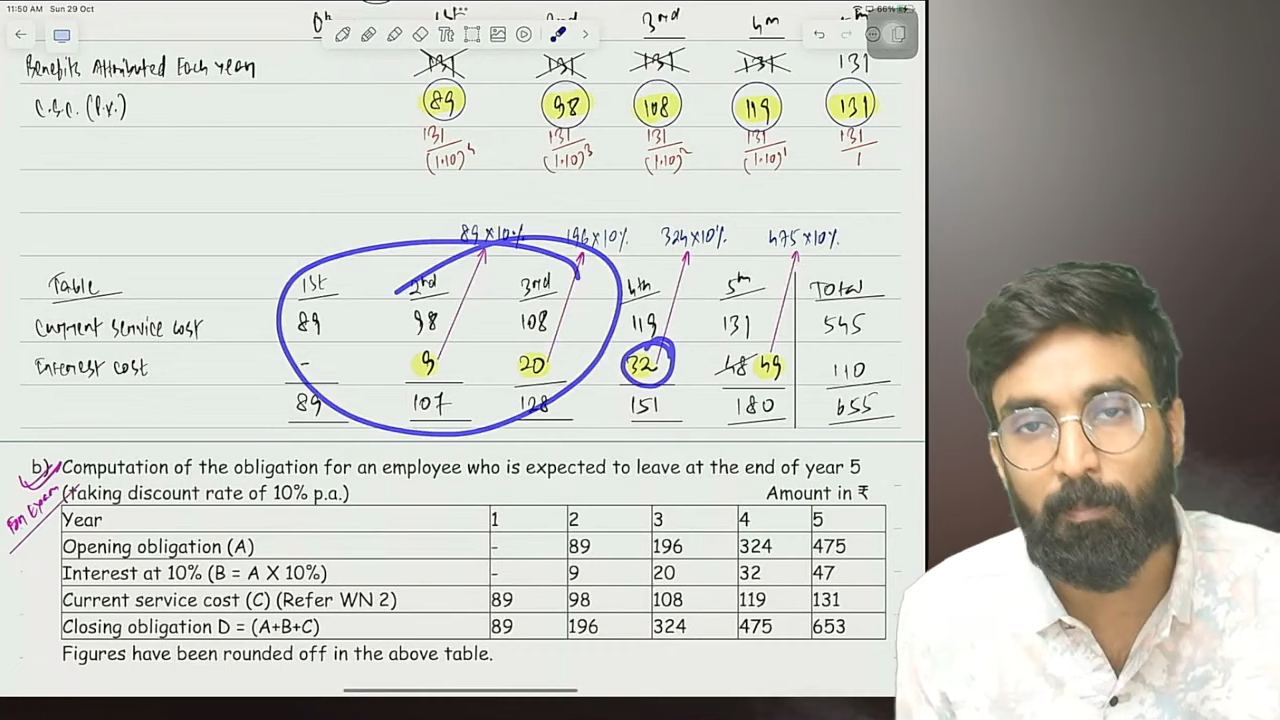 11:50 AM Sun 29 Oct 66%
1st 2nd 3rd 4th
Benefits Attributed Each year 131 131 131 131 131
C.S.C. (P.V.) 89 98 108 119 131
131 131 131 131 131
(1.10)⁴ (1.10)³ (1.10)² (1.10)¹ 1
89×10% 196×10% 324×10% 475×10%
Table 1st 2nd 3rd 4th 5th Total
Current service cost 89 98 108 119 131 545
Interest cost - 9 20 32 48 49 110
89 107 128 151 180 655
b) Computation of the obligation for an employee who is expected to leave at the end of year 5
For Exam
(taking discount rate of 10% p.a.) Amount in ₹
Year 1 2 3 4 5
Opening obligation (A) - 89 196 324 475
Interest at 10% (B = A X 10%) - 9 20 32 47
Current service cost (C) (Refer WN 2) 89 98 108 119 131
Closing obligation D = (A+B+C) 89 196 324 475 653
Figures have been rounded off in the above table.